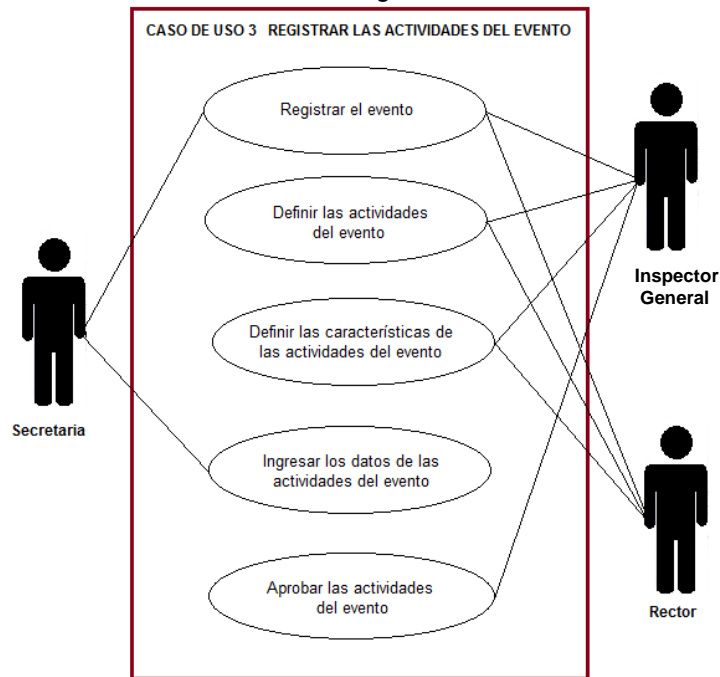 CASO DE USO 3 REGISTRAR LAS ACTIVIDADES DEL EVENTO
Registrar el evento
Definir las actividades
del evento
Inspector
General
Definir las características de
las actividades del evento
Secretaria
Ingresar los datos de las
actividades del evento
Aprobar las actividades
del evento
Rector